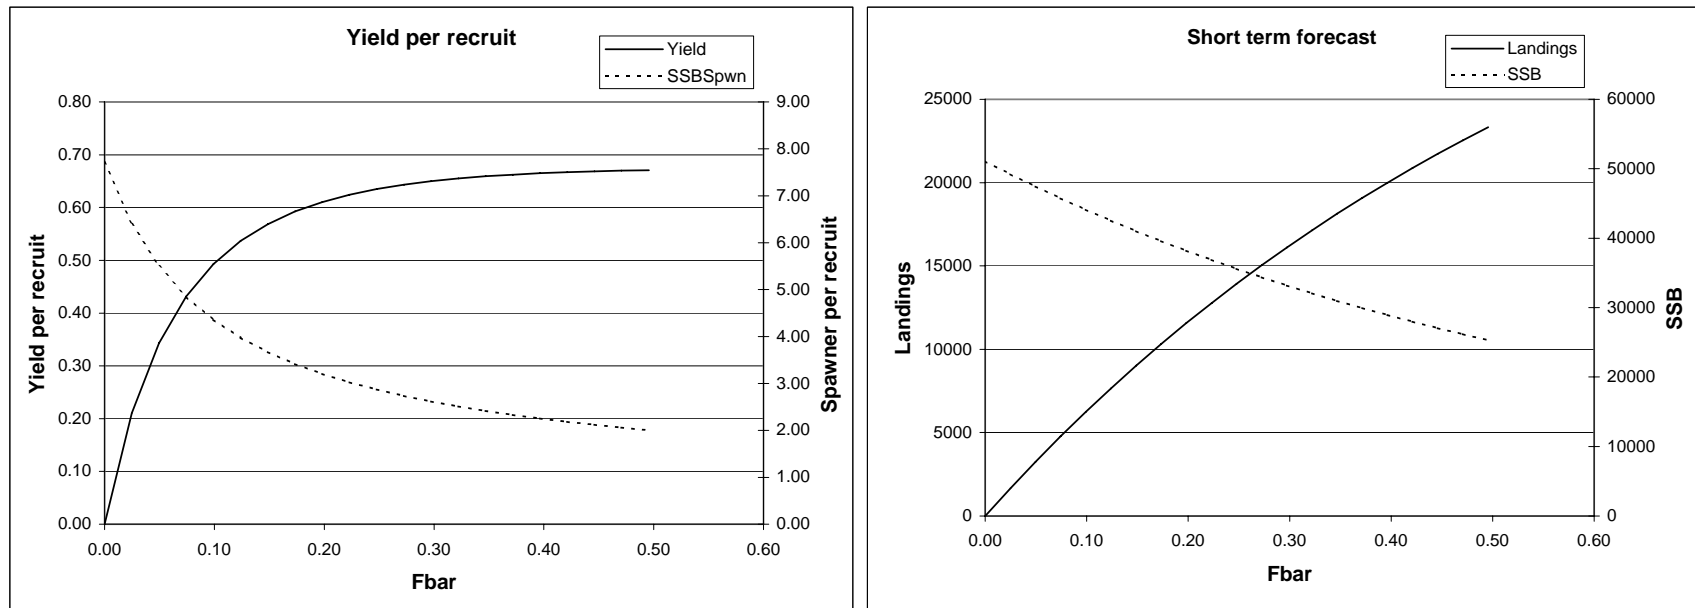 Yield per recruit
Yield
SSBSpwn
0.80
0.70
0.60
0.50
0.40
0.30
0.20
0.10
0.00
Yield per recruit
9.00
8.00
7.00
6.00
5.00
4.00
3.00
2.00
1.00
0.00
Spawner per recruit
0.00 0.10 0.20 0.30 0.40 0.50 0.60
Fbar
Short term forecast
Landings
SSB
25000
20000
15000
10000
5000
0
Landings
60000
50000
40000
30000
20000
10000
0
SSB
0.00 0.10 0.20 0.30 0.40 0.50 0.60
Fbar